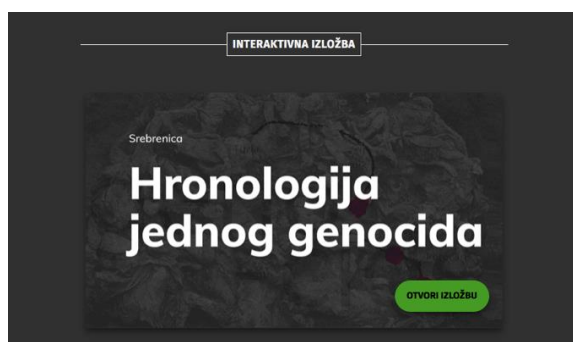 INTERAKTIVNA IZLOŽBA
Srebrenica
Hronologija
jednog genocida
OTVORI IZLOŽBU